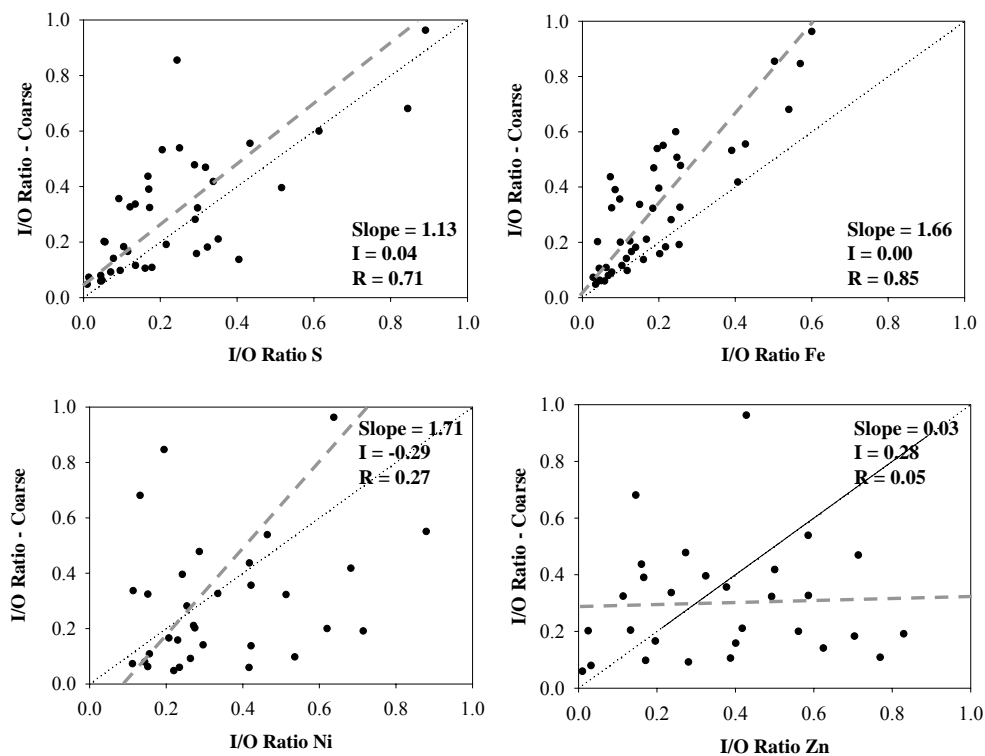 I/O Ratio - Coarse
1.0
0.8
0.6
0.4
0.2
0.0
Slope = 1.13
I = 0.04
R = 0.71
0.0 0.2 0.4 0.6 0.8 1.0
I/O Ratio S
I/O Ratio - Coarse
1.0
0.8
0.6
0.4
0.2
0.0
Slope = 1.66
I = 0.00
R = 0.85
0.0 0.2 0.4 0.6 0.8 1.0
I/O Ratio Fe
I/O Ratio - Coarse
1.0
0.8
0.6
0.4
0.2
0.0
Slope = 1.71
I = -0.29
R = 0.27
0.0 0.2 0.4 0.6 0.8 1.0
I/O Ratio Ni
I/O Ratio - Coarse
1.0
0.8
0.6
0.4
0.2
0.0
Slope = 0.03
I = 0.28
R = 0.05
0.0 0.2 0.4 0.6 0.8 1.0
I/O Ratio Zn